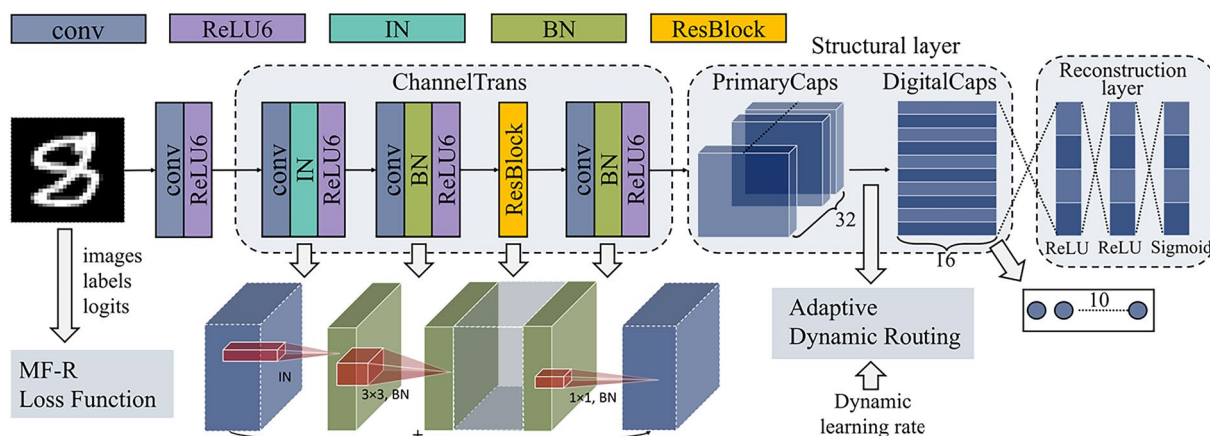 conv
ReLU6
IN
BN
ResBlock
Structural layer
ChannelTrans
PrimaryCaps
DigitalCaps
Reconstruction
layer
conv
ReLU6
conv
IN
ReLU6
conv
BN
ReLU6
ResBlock
conv
BN
ReLU6
32
16
ReLU
ReLU
Sigmoid
images
labels
logits
MF-R
Loss Function
IN
3×3, BN
1×1, BN
+
Adaptive
Dynamic Routing
Dynamic
learning rate
10